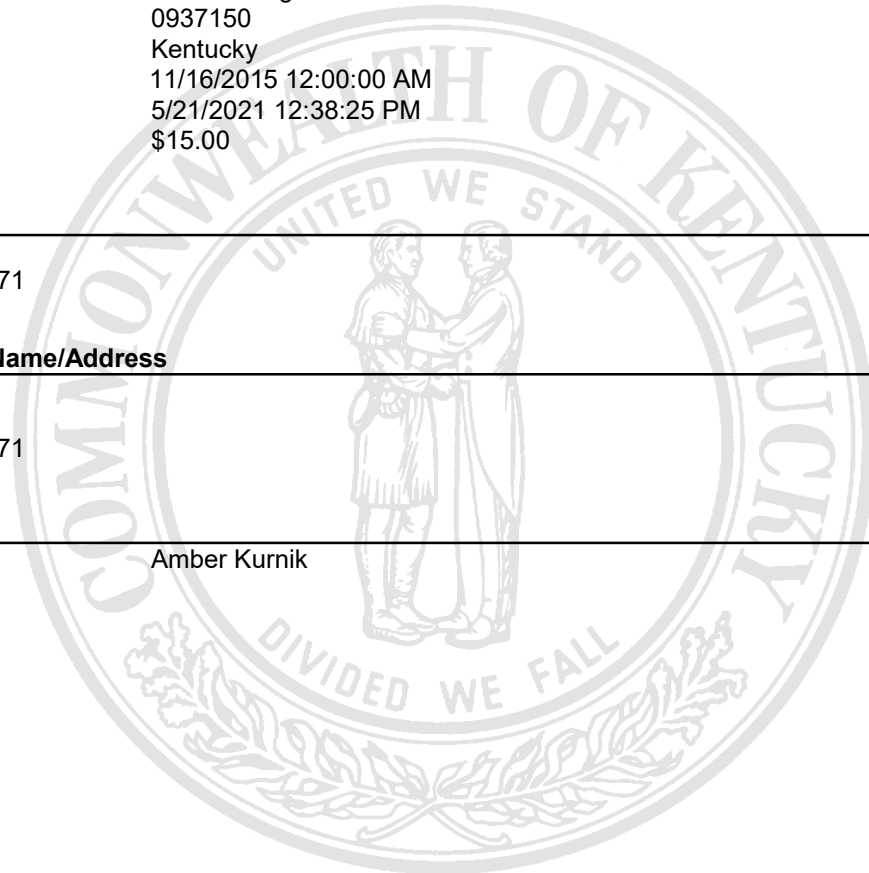 0937150
Kentucky
11/16/2015 12:00:00 AM
5/21/2021 12:38:25 PM
$15.00
COMMONWEALTH OF KENTUCKY
UNITED WE STAND
71
Name/Address
71
Amber Kurnik
DIVIDED WE FALL